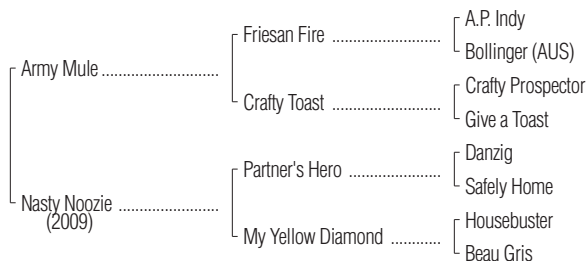 A.P. Indy
Friesan Fire ........................
Bollinger (AUS)
Army Mule ..........................
Crafty Prospector
Crafty Toast ........................
Give a Toast
Danzig
Partner's Hero ....................
Safely Home
Nasty Noozie ......................
(2009)
Housebuster
My Yellow Diamond ............
Beau Gris